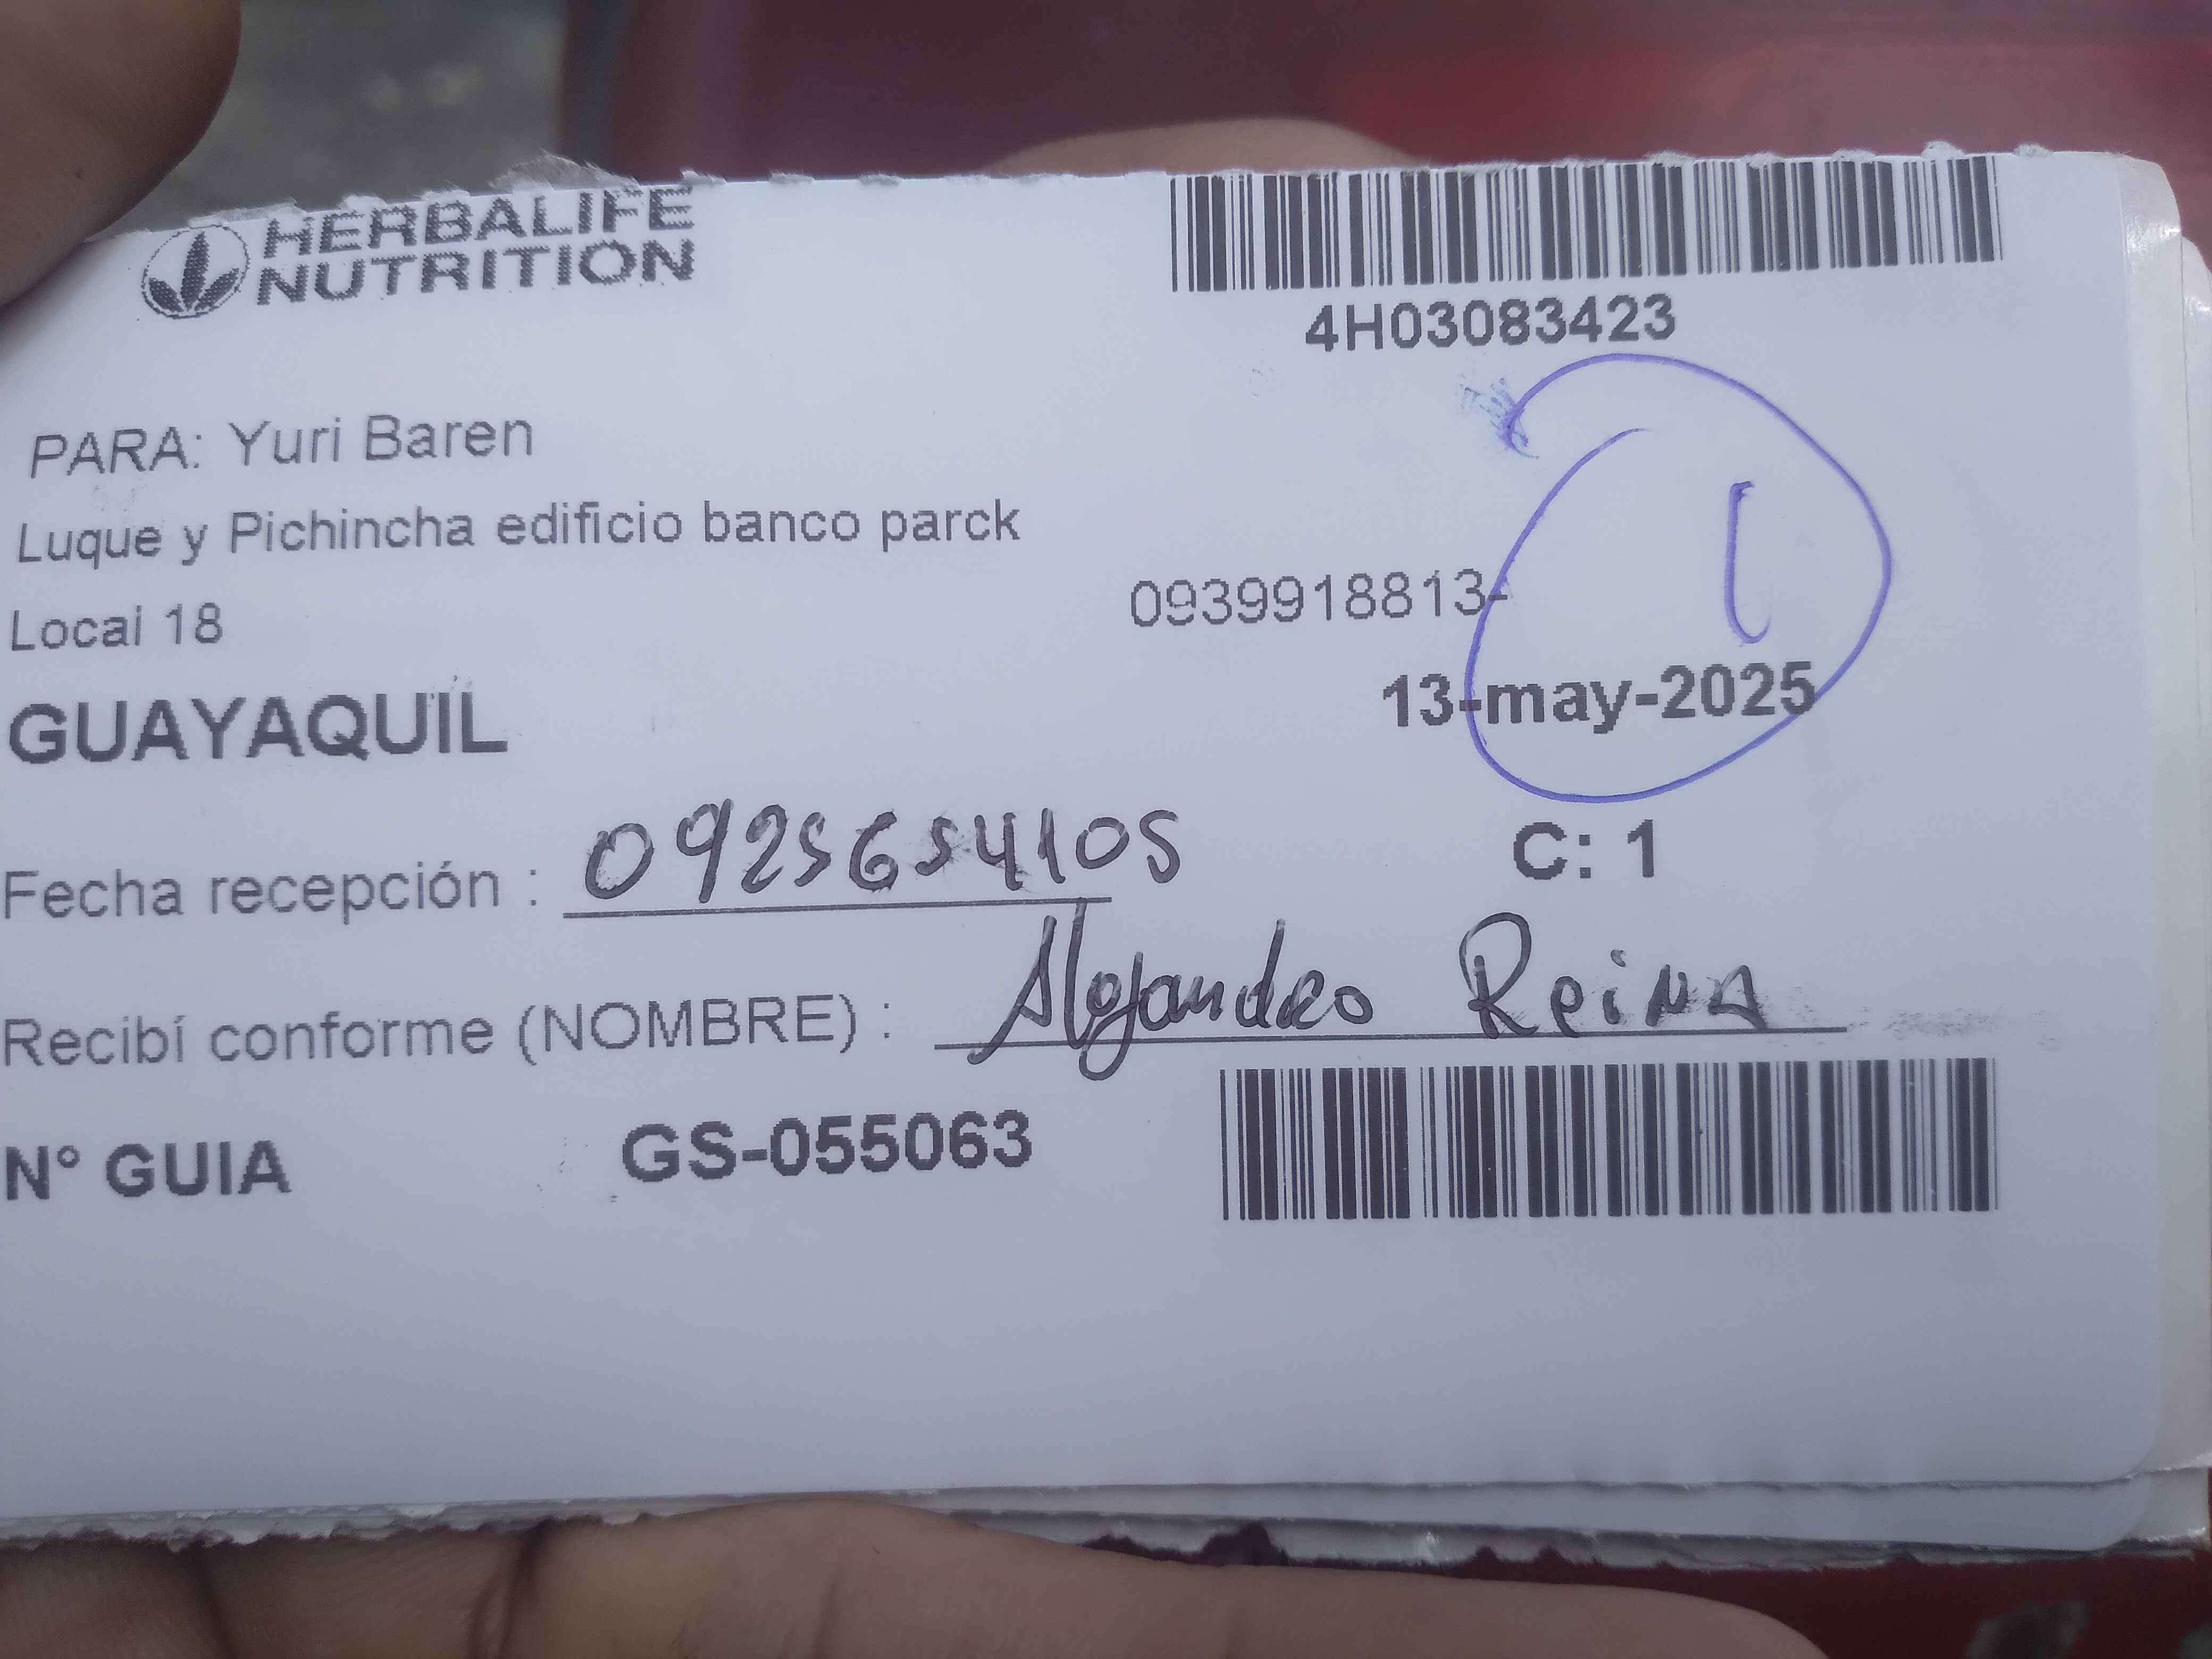 HERBALIFE
NUTRITION
4H03083423
PARA: Yuri Baren
Luque y Pichincha edificio banco parck
Local 18
0939918813-
1
GUAYAQUIL
13-may-2025
C: 1
Fecha recepción : 0925654105
Recibí conforme (NOMBRE) : Alejandro Reina
N° GUIA GS-055063